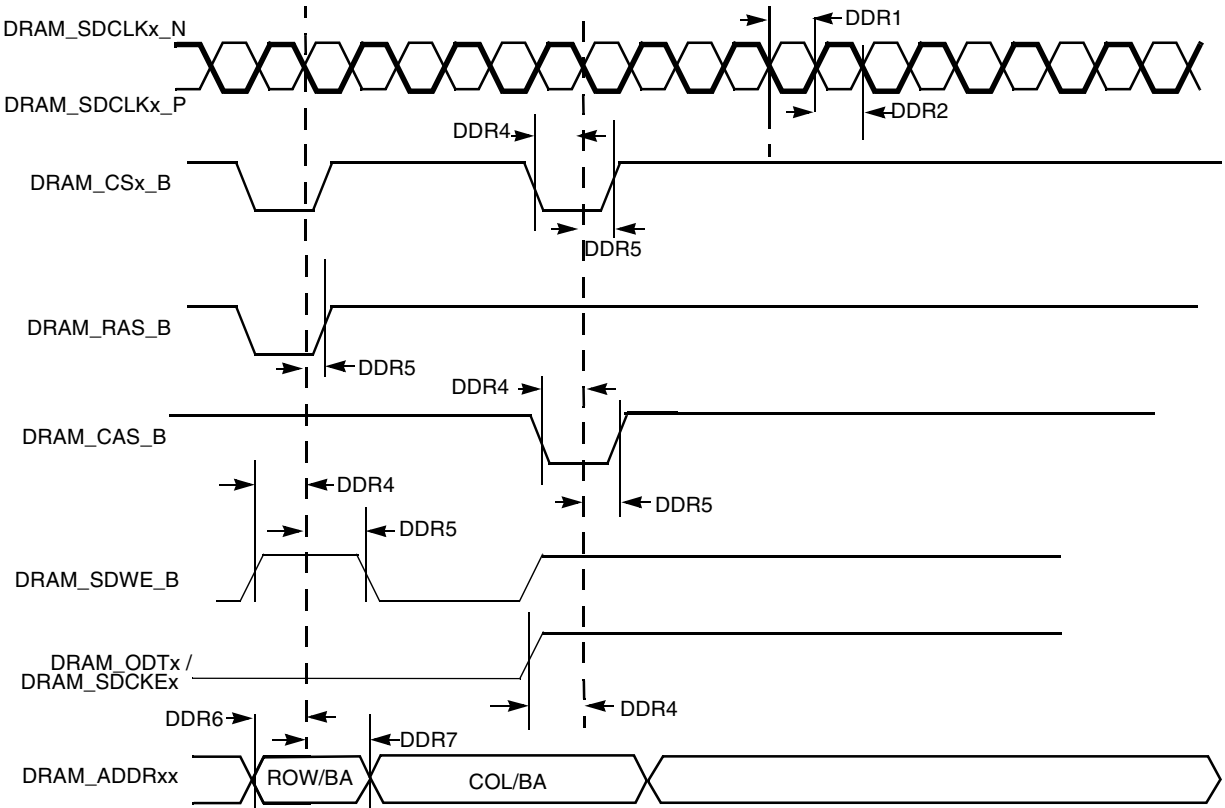 DRAM_SDCLKx_N
DDR1
DRAM_SDCLKx_P
DDR2
DDR4
DRAM_CSx_B
DDR5
DRAM_RAS_B
DDR5
DDR4
DRAM_CAS_B
DDR4
DDR5
DDR5
DRAM_SDWE_B
DRAM_ODTx /
DRAM_SDCKEx
DDR4
DDR6
DDR7
DRAM_ADDRxx
ROW/BA
COL/BA